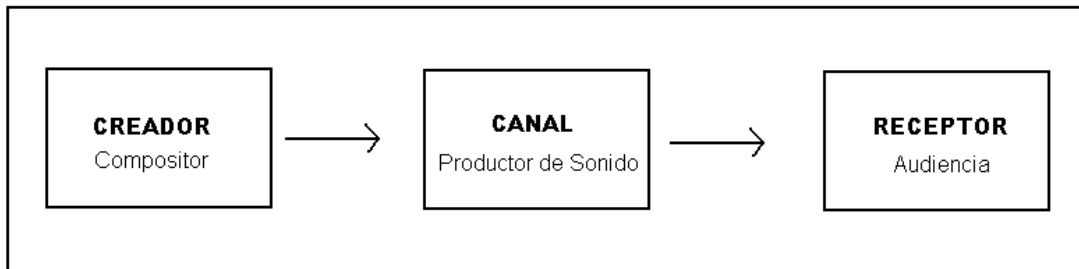 CREADOR
Compositor
CANAL
Productor de Sonido
RECEPTOR
Audiencia